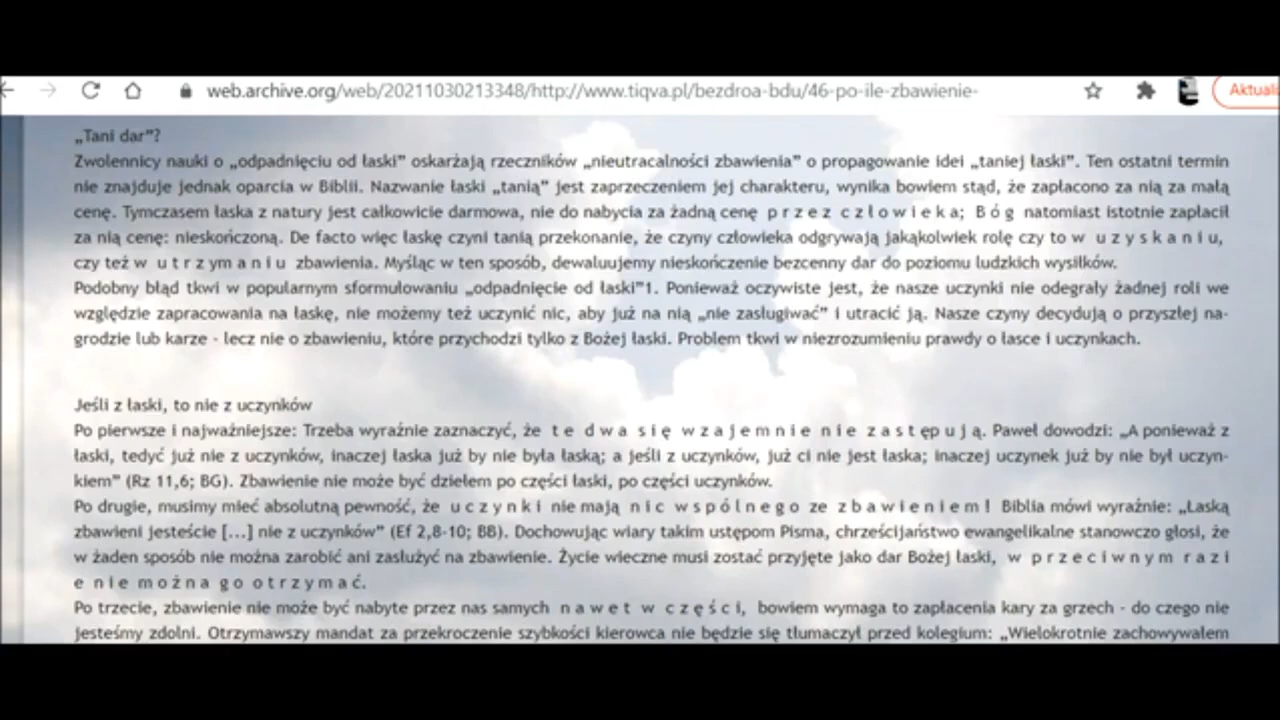 web.archive.org/web/20211030213348/http://www.tiqva.pl/bezdroa-bdu/46-po-ile-zbawienie-
Aktuali
„Tani dar”?
Zwolennicy nauki o „odpadnięciu od łaski” oskarżają rzeczników „nieutracalności zbawienia” o propagowanie idei „taniej łaski”. Ten ostatni termin
nie znajduje jednak oparcia w Biblii. Nazwanie łaski „tanią” jest zaprzeczeniem jej charakteru, wynika bowiem stąd, że zapłacono za nią za małą
cenę. Tymczasem łaska z natury jest całkowicie darmowa, nie do nabycia za żadną cenę p r z e z c z ł o w i e k a; B ó g natomiast istotnie zapłacił
za nią cenę: nieskończoną. De facto więc łaskę czyni tanią przekonanie, że czyny człowieka odgrywają jakąkolwiek rolę czy to w u z y s k a n i u,
czy też w u t r z y m a n i u zbawienia. Myśląc w ten sposób, dewaluujemy nieskończenie bezcenny dar do poziomu ludzkich wysiłków.
Podobny błąd tkwi w popularnym sformułowaniu „odpadnięcie od łaski”1. Ponieważ oczywiste jest, że nasze uczynki nie odegrały żadnej roli we
względzie zapracowania na łaskę, nie możemy też uczynić nic, aby już na nią „nie zasługiwać” i utracić ją. Nasze czyny decydują o przyszłej na-
grodzie lub karze - lecz nie o zbawieniu, które przychodzi tylko z Bożej łaski. Problem tkwi w niezrozumieniu prawdy o łasce i uczynkach.
Jeśli z łaski, to nie z uczynków
Po pierwsze i najważniejsze: Trzeba wyraźnie zaznaczyć, że t e d w a s i ę w z a j e m n i e n i e z a s t ę p u j ą. Paweł dowodzi: „A ponieważ z
łaski, tedyć już nie z uczynków, inaczej łaska już by nie była łaską; a jeśli z uczynków, już ci nie jest łaska; inaczej uczynek już by nie był uczyn-
kiem” (Rz 11,6; BG). Zbawienie nie może być dziełem po części łaski, po części uczynków.
Po drugie, musimy mieć absolutną pewność, że u c z y n k i nie mają n i c w s p ó l n e g o ze z b a w i e n i e m ! Biblia mówi wyraźnie: „Łaską
zbawieni jesteście [...] nie z uczynków” (Ef 2,8-10; BB). Dochowując wiary takim ustępom Pisma, chrześcijaństwo ewangelikalne stanowczo głosi, że
w żaden sposób nie można zarobić ani zasłużyć na zbawienie. Życie wieczne musi zostać przyjęte jako dar Bożej łaski, w p r z e c i w n y m r a z i
e n i e m o ż n a g o o t r z y m a ć.
Po trzecie, zbawienie nie może być nabyte przez nas samych n a w e t w c z ę ś c i, bowiem wymaga to zapłacenia kary za grzech - do czego nie
jesteśmy zdolni. Otrzymawszy mandat za przekroczenie szybkości kierowca nie będzie się tłumaczył przed kolegium: „Wielokrotnie zachowywałem